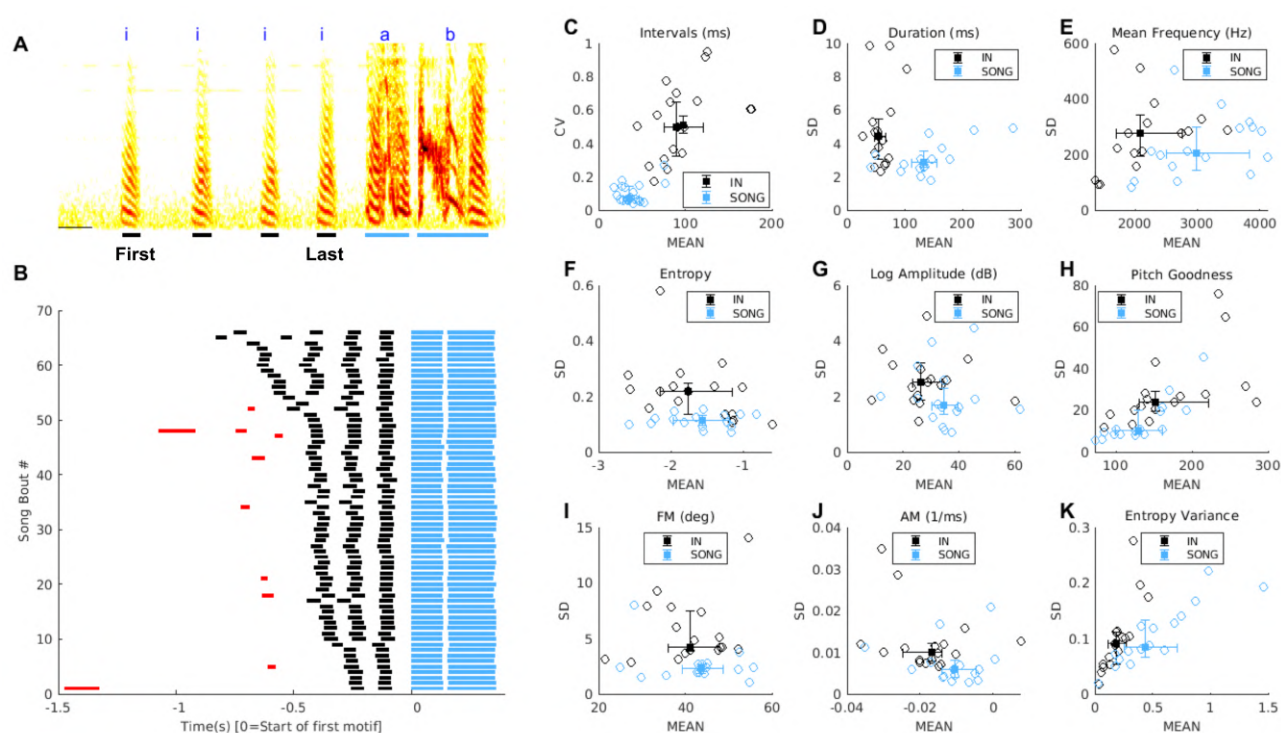 A
i i i i a b
First Last
B
70
60
50
40
30
20
10
0
Song Bout #
-1.5 -1 -0.5 0
Time(s) [0=Start of first motif]
C
Intervals (ms)
1
0.8
0.6
0.4
0.2
0
CV
IN
SONG
0 100 200
MEAN
D
Duration (ms)
10
8
6
4
2
0
SD
IN
SONG
0 100 200 300
MEAN
E
Mean Frequency (Hz)
600
400
200
0
SD
IN
SONG
2000 3000 4000
MEAN
F
Entropy
0.6
0.4
0.2
0
SD
IN
SONG
-3 -2 -1
MEAN
G
Log Amplitude (dB)
6
4
2
0
SD
IN
SONG
0 20 40 60
MEAN
H
Pitch Goodness
80
60
40
20
0
SD
IN
SONG
100 200 300
MEAN
I
FM (deg)
15
10
5
0
SD
IN
SONG
20 40 60
MEAN
J
AM (1/ms)
0.04
0.03
0.02
0.01
0
SD
IN
SONG
-0.04 -0.02 0
MEAN
K
Entropy Variance
0.3
0.2
0.1
0
SD
IN
SONG
0 0.5 1 1.5
MEAN